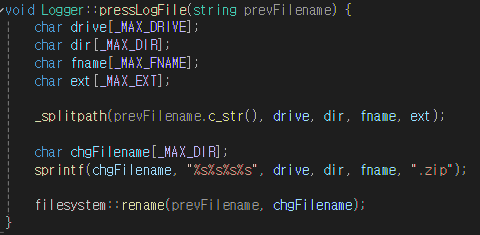 void Logger::pressLogFile(string prevFilename) {
char drive[_MAX_DRIVE];
char dir[_MAX_DIR];
char fname[_MAX_FNAME];
char ext[_MAX_EXT];
_splitpath(prevFilename.c_str(), drive, dir, fname, ext);
char chgFilename[_MAX_DIR];
sprintf(chgFilename, "%s%s%s%s", drive, dir, fname, ".zip");
filesystem::rename(prevFilename, chgFilename);
}